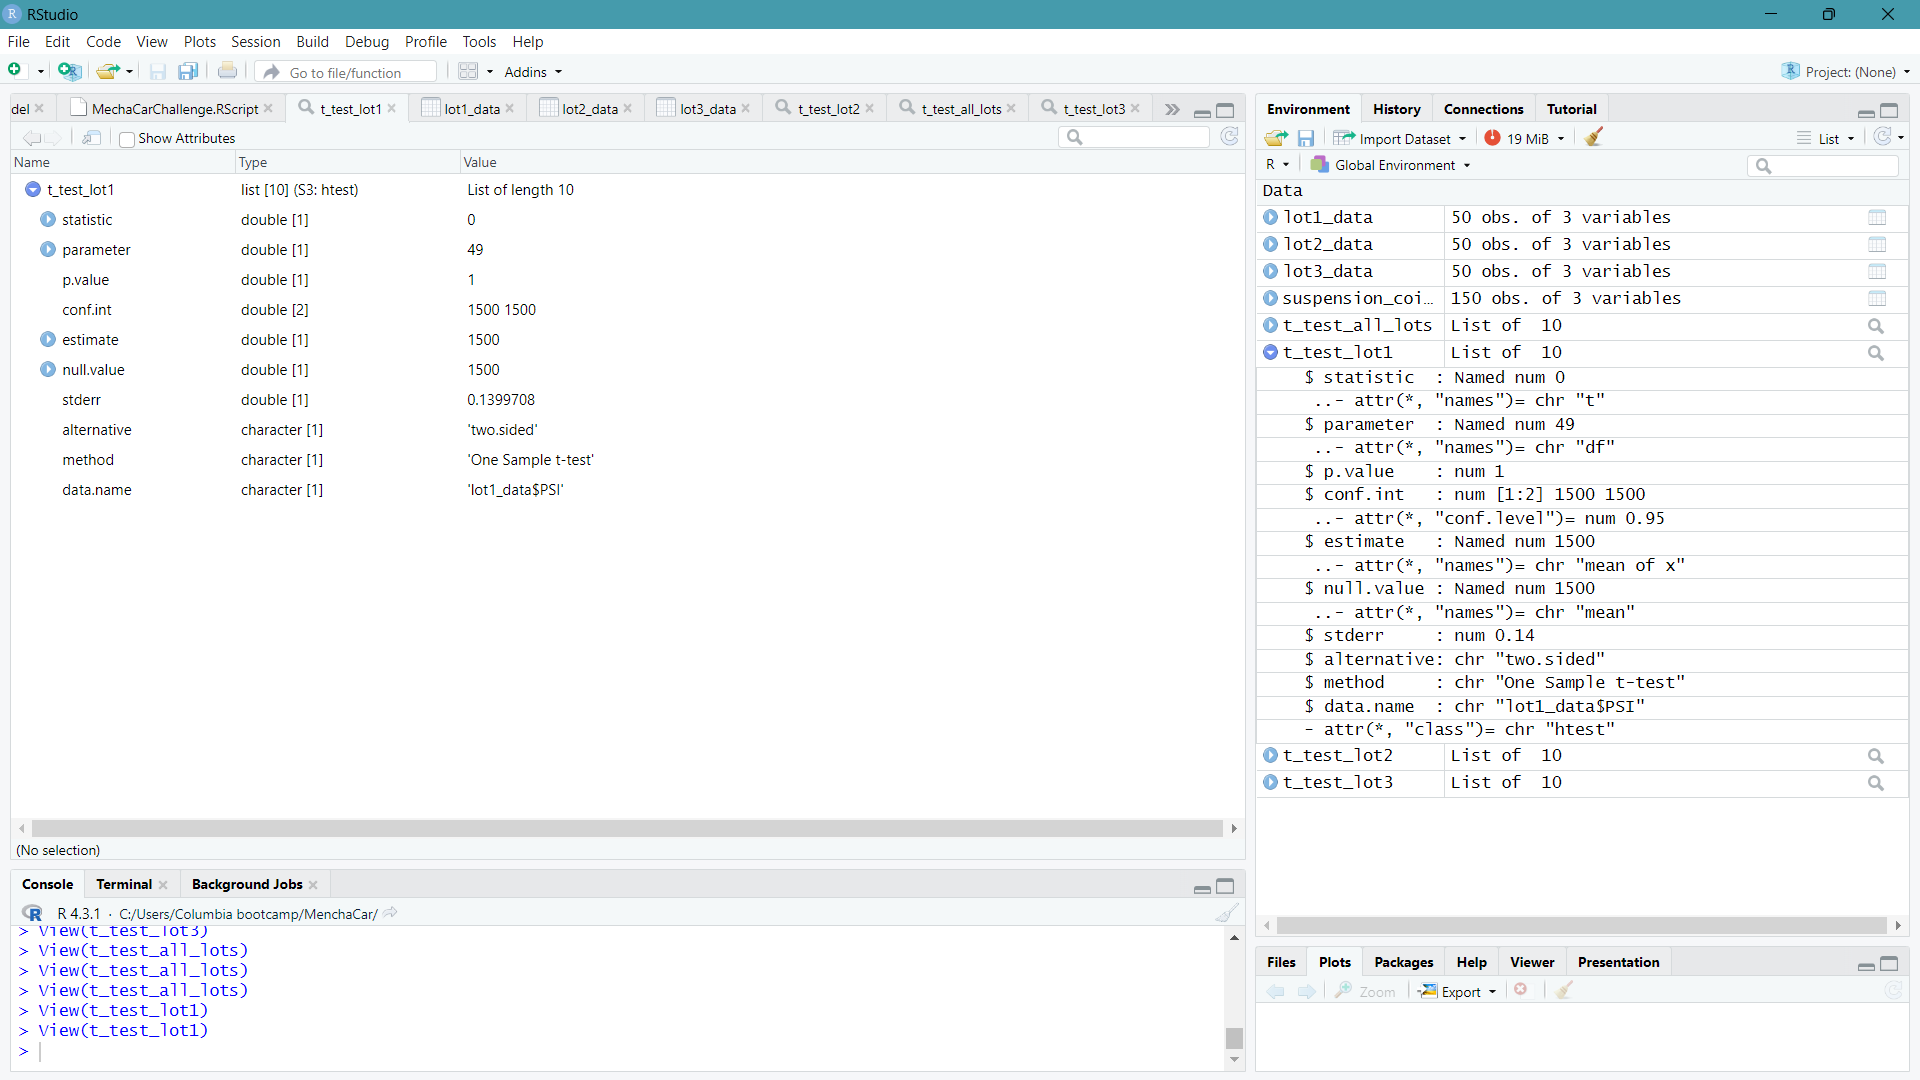 RStudio
File Edit Code View Plots Session Build Debug Profile Tools Help
Go to file/function Addins Project: (None)
del MechaCarChallenge.RScript t_test_lot1 lot1_data lot2_data lot3_data t_test_lot2 t_test_all_lots t_test_lot3
Show Attributes
Name Type Value
t_test_lot1 list [10] (S3: htest) List of length 10
statistic double [1] 0
parameter double [1] 49
p.value double [1] 1
conf.int double [2] 1500 1500
estimate double [1] 1500
null.value double [1] 1500
stderr double [1] 0.1399708
alternative character [1] 'two.sided'
method character [1] 'One Sample t-test'
data.name character [1] 'lot1_data$PSI'
(No selection)
Console Terminal Background Jobs
R 4.3.1 · C:/Users/Columbia bootcamp/MenchaCar/
> View(t_test_lot3)
> View(t_test_all_lots)
> View(t_test_all_lots)
> View(t_test_all_lots)
> View(t_test_lot1)
> View(t_test_lot1)
>
Environment History Connections Tutorial
Import Dataset 19 MiB List
R Global Environment
Data
lot1_data 50 obs. of 3 variables
lot2_data 50 obs. of 3 variables
lot3_data 50 obs. of 3 variables
suspension_coi… 150 obs. of 3 variables
t_test_all_lots List of 10
t_test_lot1 List of 10
$ statistic : Named num 0
..- attr(*, "names")= chr "t"
$ parameter : Named num 49
..- attr(*, "names")= chr "df"
$ p.value : num 1
$ conf.int : num [1:2] 1500 1500
..- attr(*, "conf.level")= num 0.95
$ estimate : Named num 1500
..- attr(*, "names")= chr "mean of x"
$ null.value : Named num 1500
..- attr(*, "names")= chr "mean"
$ stderr : num 0.14
$ alternative: chr "two.sided"
$ method : chr "One Sample t-test"
$ data.name : chr "lot1_data$PSI"
- attr(*, "class")= chr "htest"
t_test_lot2 List of 10
t_test_lot3 List of 10
Files Plots Packages Help Viewer Presentation
Zoom Export